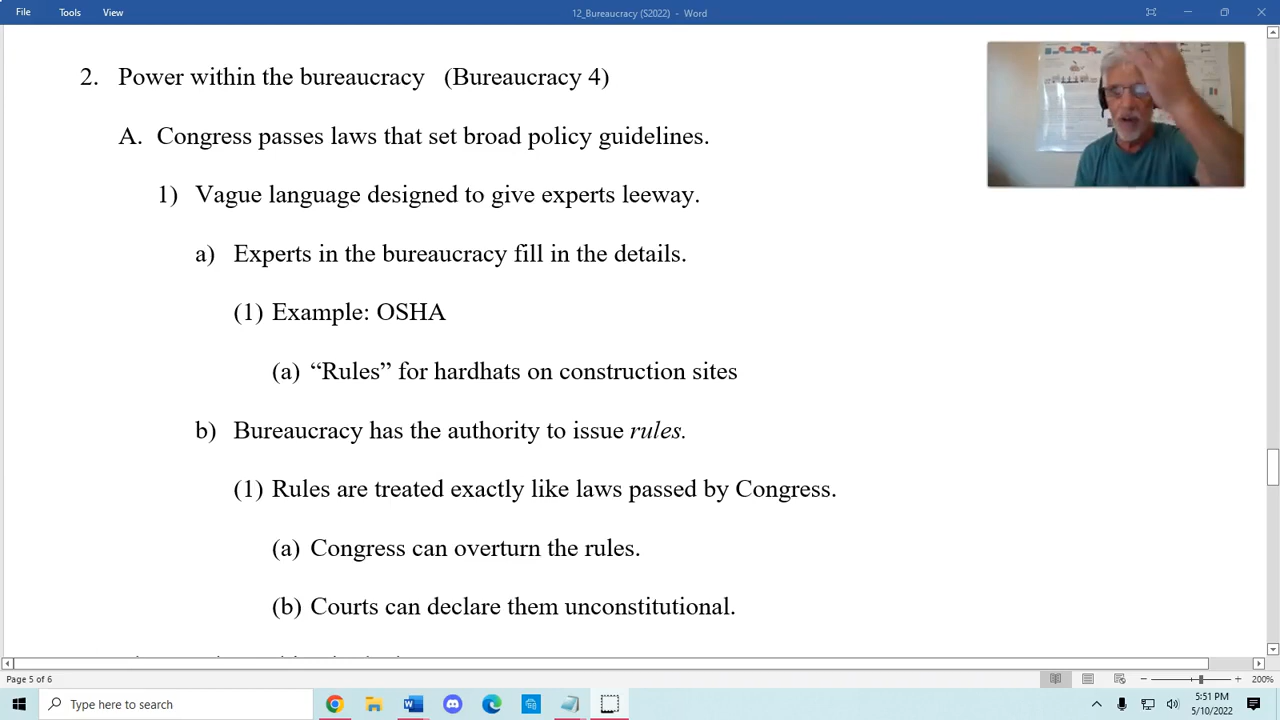 File Tools View 12_Bureaucracy (S2022) - Word
2. Power within the bureaucracy (Bureaucracy 4)
A. Congress passes laws that set broad policy guidelines.
1) Vague language designed to give experts leeway.
a) Experts in the bureaucracy fill in the details.
(1) Example: OSHA
(a) “Rules” for hardhats on construction sites
b) Bureaucracy has the authority to issue rules.
(1) Rules are treated exactly like laws passed by Congress.
(a) Congress can overturn the rules.
(b) Courts can declare them unconstitutional.
Page 5 of 6 200%
Type here to search 5:51 PM
5/10/2022